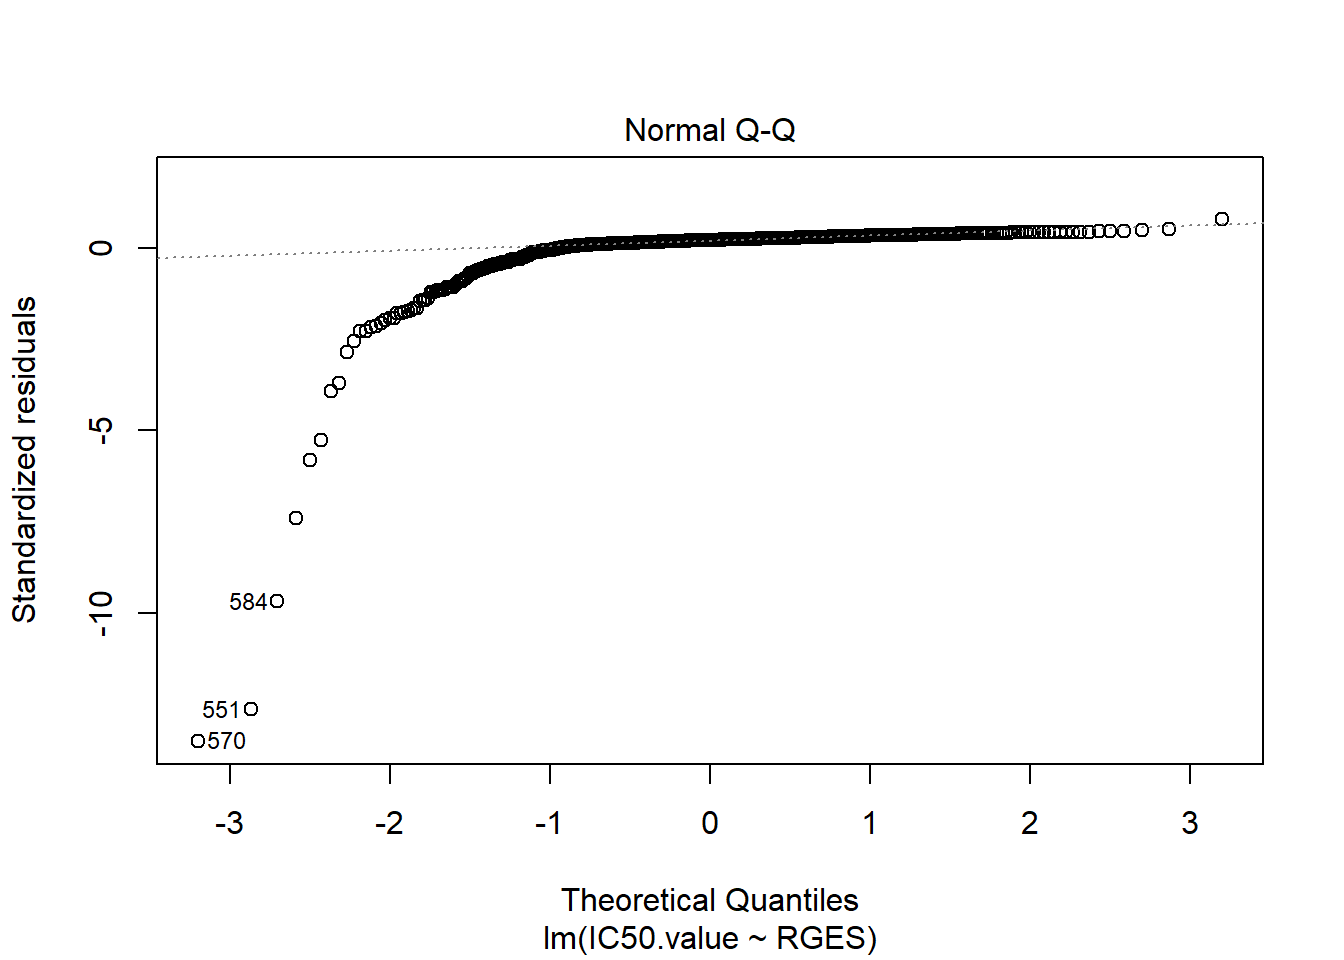 Normal Q-Q
Standardized residuals
0
-5
-10
584
551
570
-3 -2 -1 0 1 2 3
Theoretical Quantiles
lm(IC50.value ~ RGES)